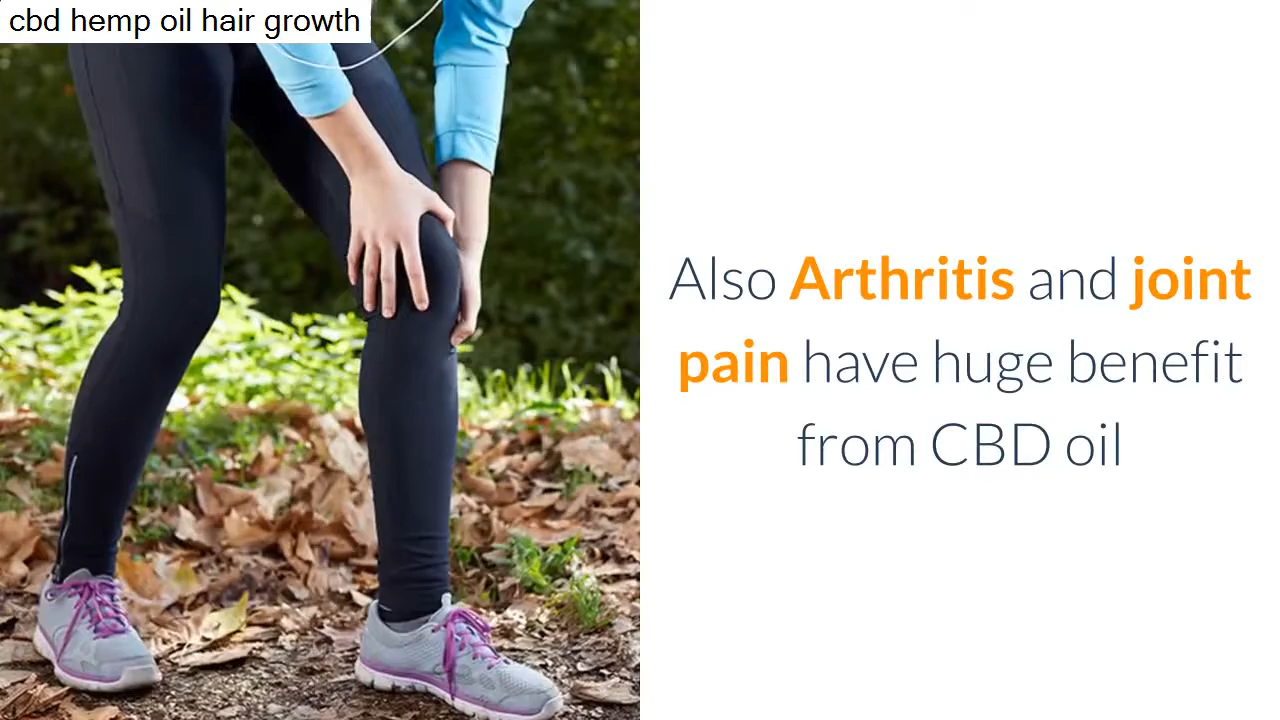 cbd hemp oil hair growth
Also Arthritis and joint
pain have huge benefit
from CBD oil